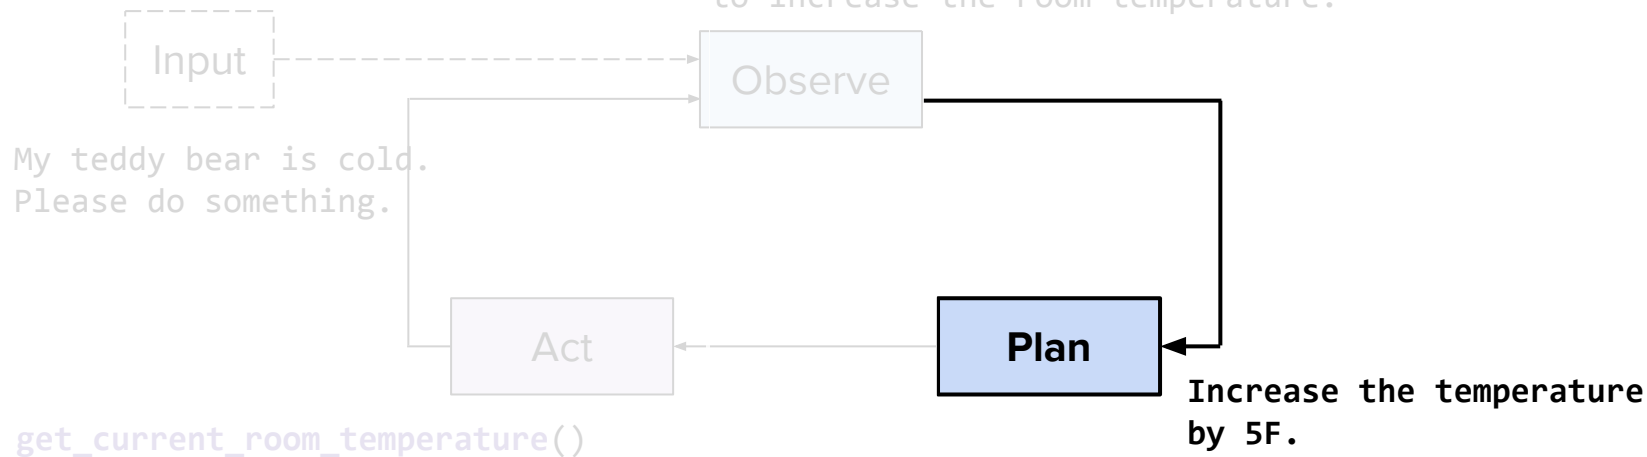 to increase the room temperature.
Input
Observe
My teddy bear is cold.
Please do something.
Act
Plan
Increase the temperature
by 5F.
get_current_room_temperature()